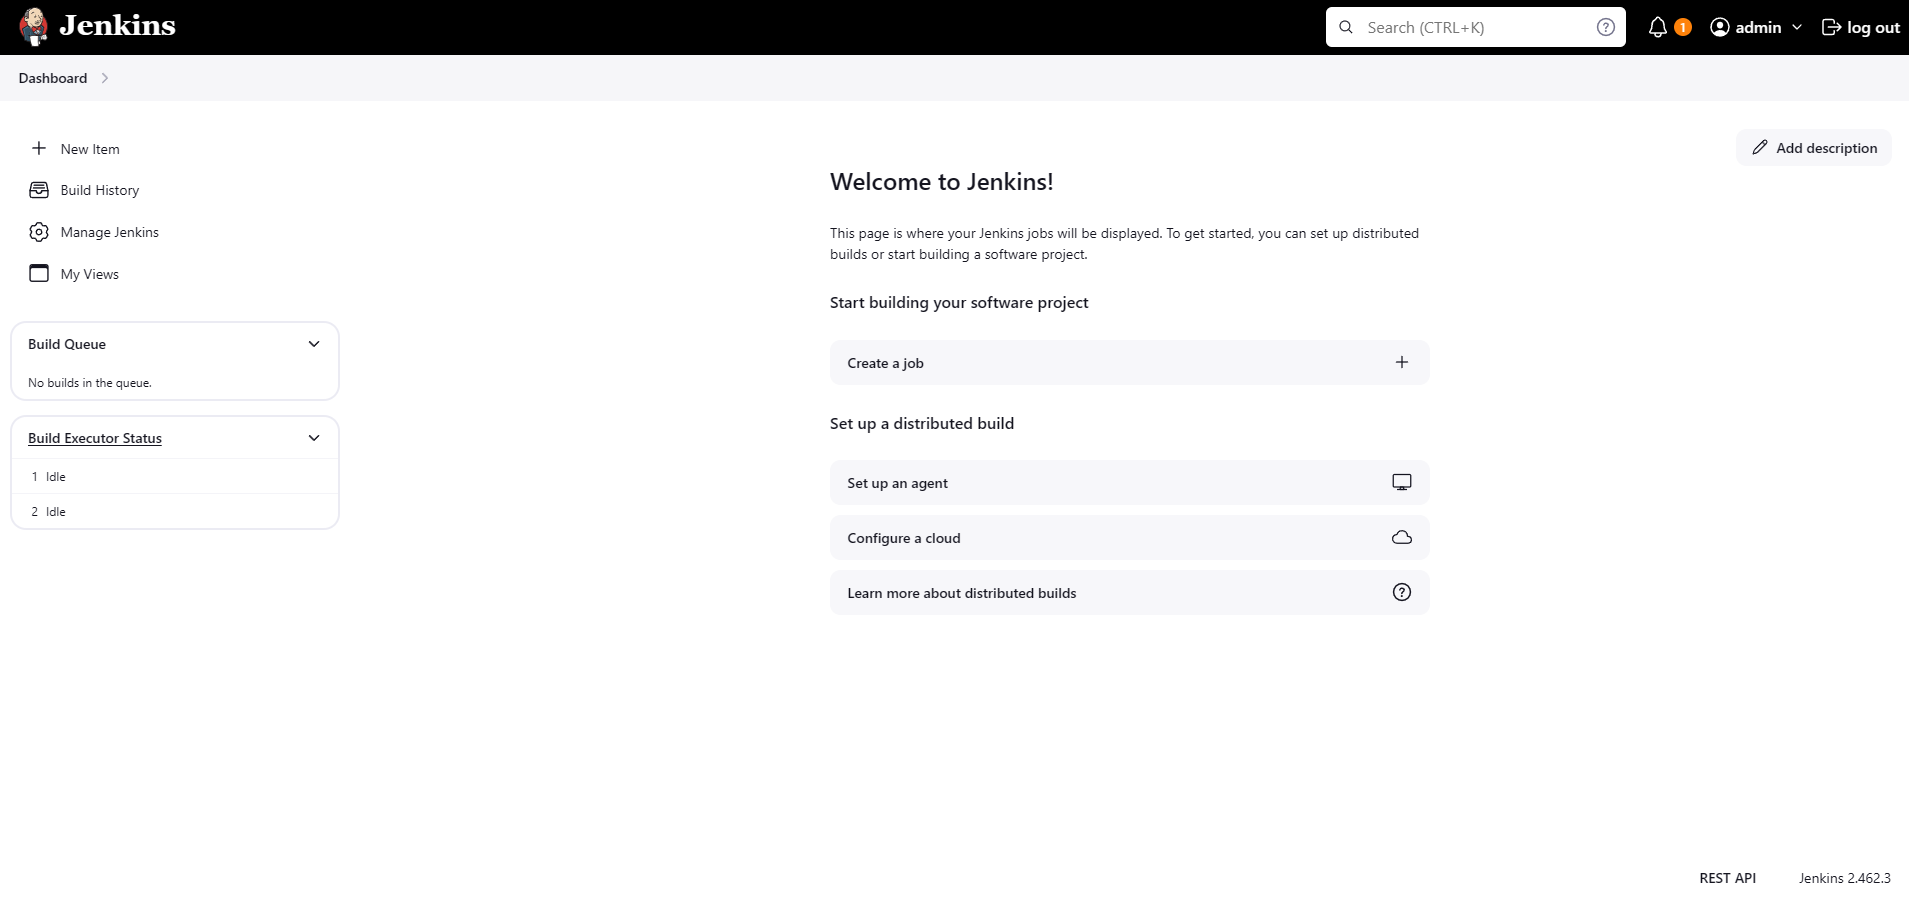 Jenkins
Search (CTRL+K)
1
admin
log out
Dashboard
New Item
Build History
Manage Jenkins
My Views
Build Queue
No builds in the queue.
Build Executor Status
1 Idle
2 Idle
Add description
Welcome to Jenkins!
This page is where your Jenkins jobs will be displayed. To get started, you can set up distributed
builds or start building a software project.
Start building your software project
Create a job
Set up a distributed build
Set up an agent
Configure a cloud
Learn more about distributed builds
REST API
Jenkins 2.462.3